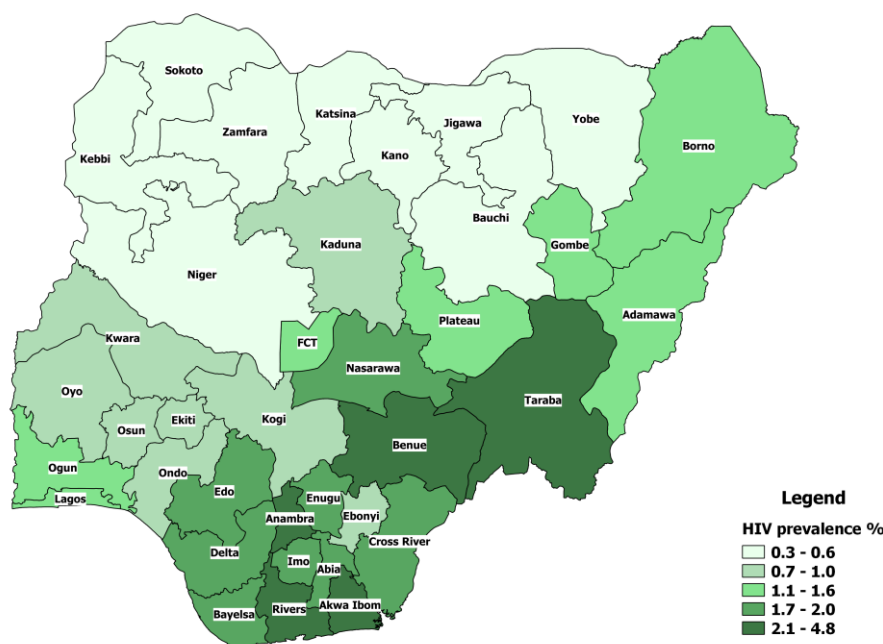 Sokoto
Katsina
Jigawa
Yobe
Zamfara
Borno
Kano
Kebbi
Bauchi
Kaduna
Gombe
Niger
Adamawa
Plateau
FCT
Kwara
Nasarawa
Oyo
Taraba
Ekiti
Kogi
Osun
Benue
Ogun
Ondo
Edo
Enugu
Lagos
Anambra
Ebonyi
Cross River
Delta
Imo
Abia
Bayelsa
Rivers
Akwa Ibom
Legend
HIV prevalence %
0.3 - 0.6
0.7 - 1.0
1.1 - 1.6
1.7 - 2.0
2.1 - 4.8